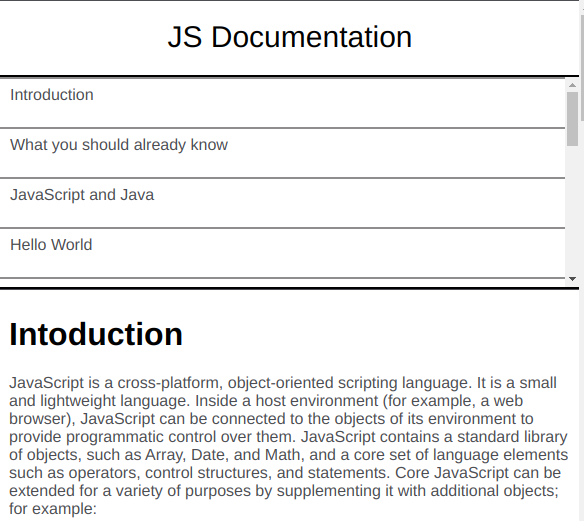 JS Documentation
Introduction
What you should already know
JavaScript and Java
Hello World
Intoduction
JavaScript is a cross-platform, object-oriented scripting language. It is a small
and lightweight language. Inside a host environment (for example, a web
browser), JavaScript can be connected to the objects of its environment to
provide programmatic control over them. JavaScript contains a standard library
of objects, such as Array, Date, and Math, and a core set of language elements
such as operators, control structures, and statements. Core JavaScript can be
extended for a variety of purposes by supplementing it with additional objects;
for example: